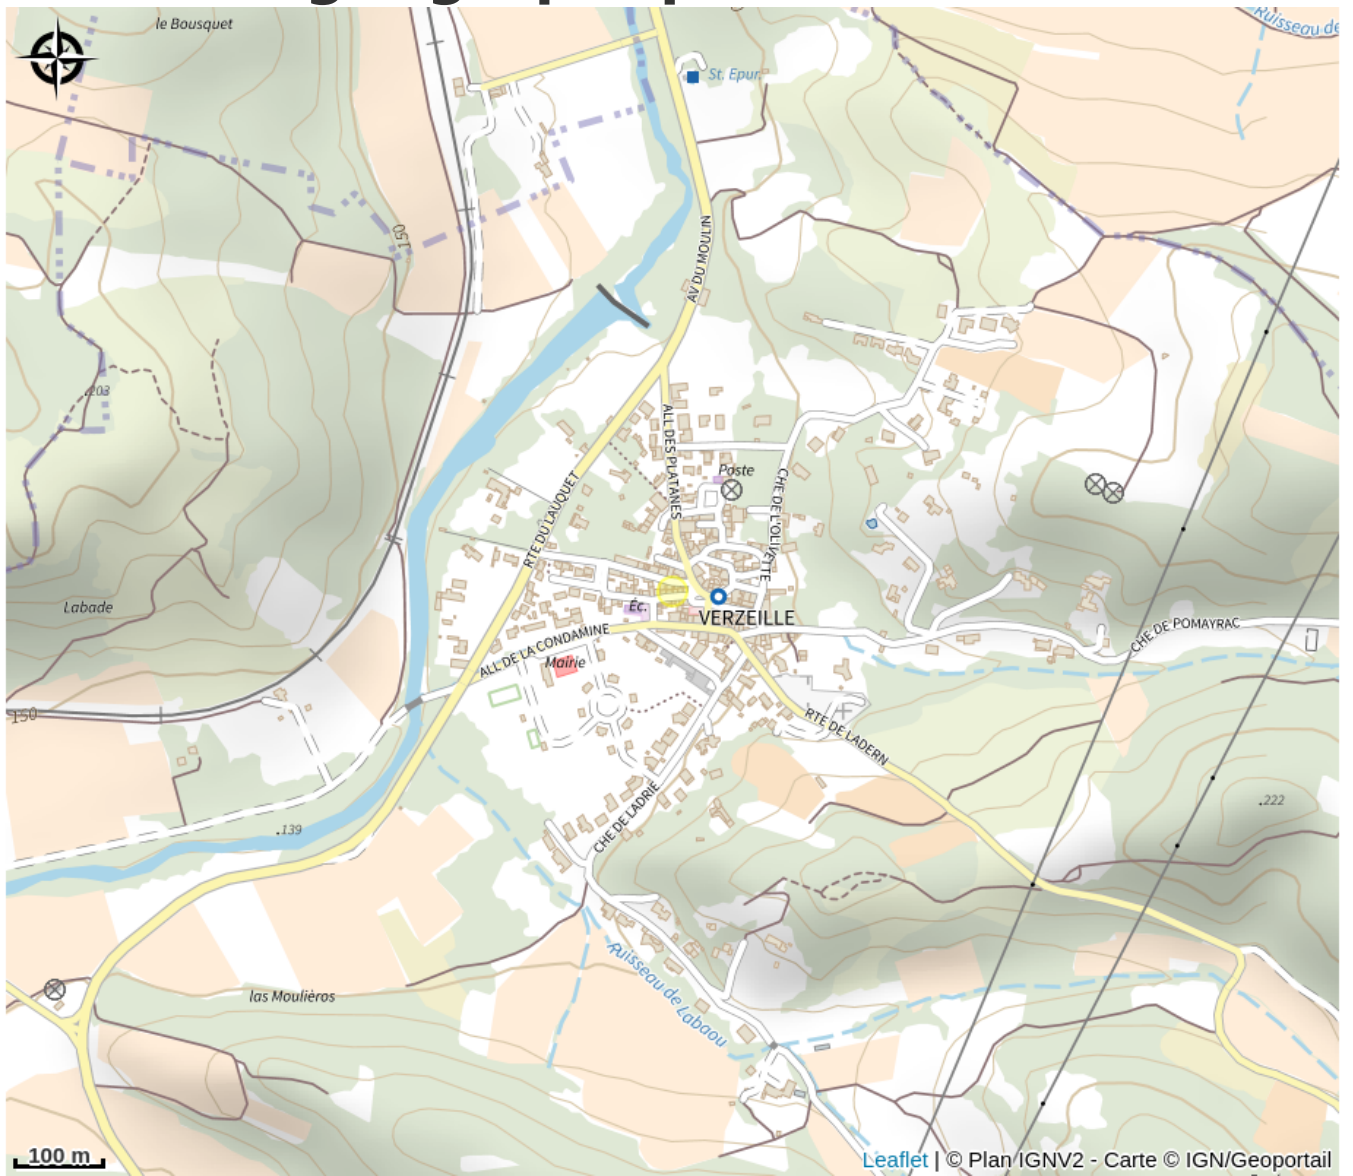 le Bousquet
Ruisseau de
St. Epur.
150
AV DU MOULIN
203
ALL DES PLATANES
Poste
RTE DU LAUQUET
CHE DE L'OLIVETTE
Labade
Éc.
VERZEILLE
ALL DE LA CONDAMINE
CHE DE POMAYRAC
Mairie
150
RTE DE LADERN
.222
CHE DE LADRIE
.139
Ruisseau de Labaou
las Moulièros
100 m
Leaflet | © Plan IGNV2 - Carte © IGN/Geoportail